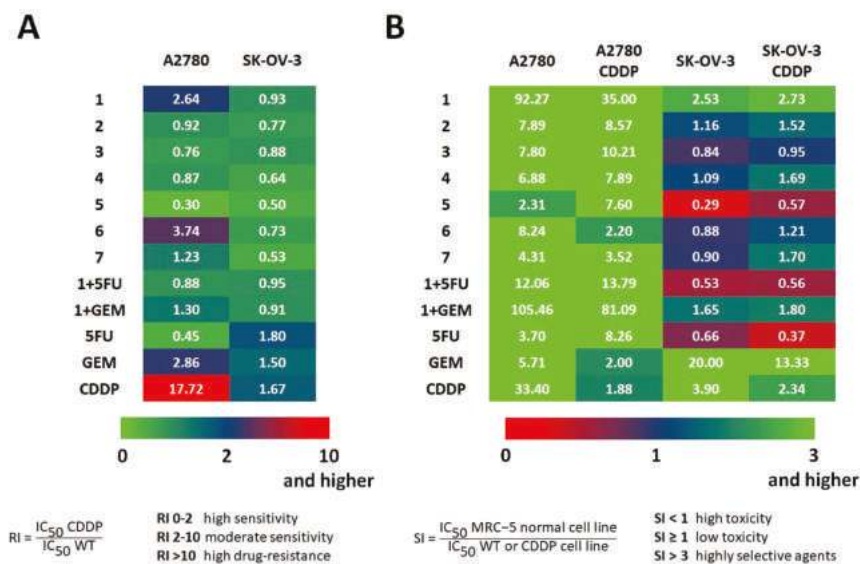 A
B
A2780 SK-OV-3
A2780 A2780 CDDP SK-OV-3 SK-OV-3 CDDP
1 2.64 0.93
2 0.92 0.77
3 0.76 0.88
4 0.87 0.64
5 0.30 0.50
6 3.74 0.73
7 1.23 0.53
1+5FU 0.88 0.95
1+GEM 1.30 0.91
5FU 0.45 1.80
GEM 2.86 1.50
CDDP 17.72 1.67
0 2 10
and higher
RI = IC50 CDDP / IC50 WT
RI 0-2 high sensitivity
RI 2-10 moderate sensitivity
RI >10 high drug-resistance
1 92.27 35.00 2.53 2.73
2 7.89 8.57 1.16 1.52
3 7.80 10.21 0.84 0.95
4 6.88 7.89 1.09 1.69
5 2.31 7.60 0.29 0.57
6 8.24 2.20 0.88 1.21
7 4.31 3.52 0.90 1.70
1+5FU 12.06 13.79 0.53 0.56
1+GEM 105.46 81.09 1.65 1.80
5FU 3.70 8.26 0.66 0.37
GEM 5.71 2.00 20.00 13.33
CDDP 33.40 1.88 3.90 2.34
0 1 3
and higher
SI = IC50 MRC–5 normal cell line / IC50 WT or CDDP cell line
SI < 1 high toxicity
SI ≥ 1 low toxicity
SI > 3 highly selective agents